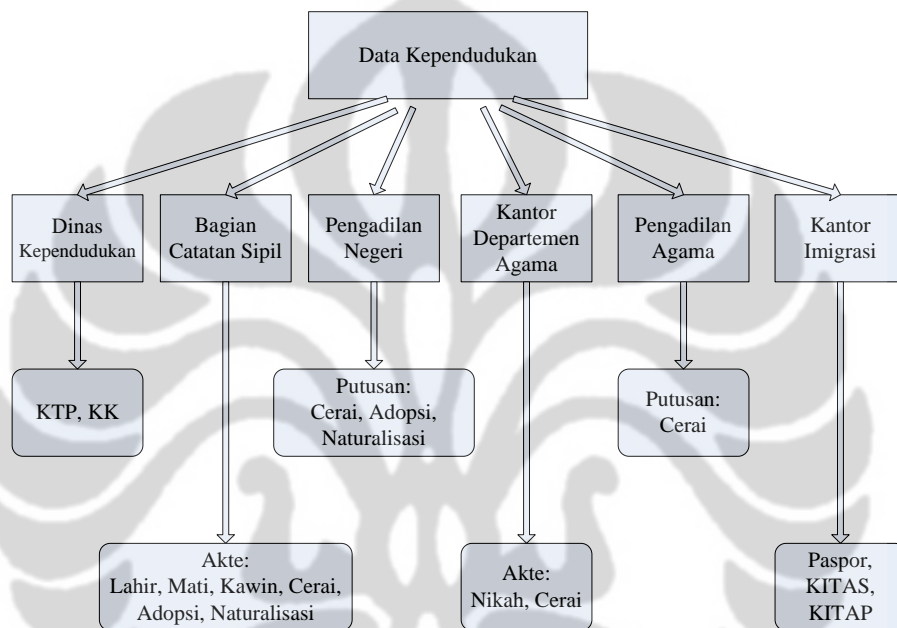 Data Kependudukan
Dinas
Kependudukan
Bagian
Catatan Sipil
Pengadilan
Negeri
Kantor
Departemen
Agama
Pengadilan
Agama
Kantor
Imigrasi
KTP, KK
Putusan:
Cerai, Adopsi,
Naturalisasi
Putusan:
Cerai
Akte:
Lahir, Mati, Kawin, Cerai,
Adopsi, Naturalisasi
Akte:
Nikah, Cerai
Paspor,
KITAS,
KITAP